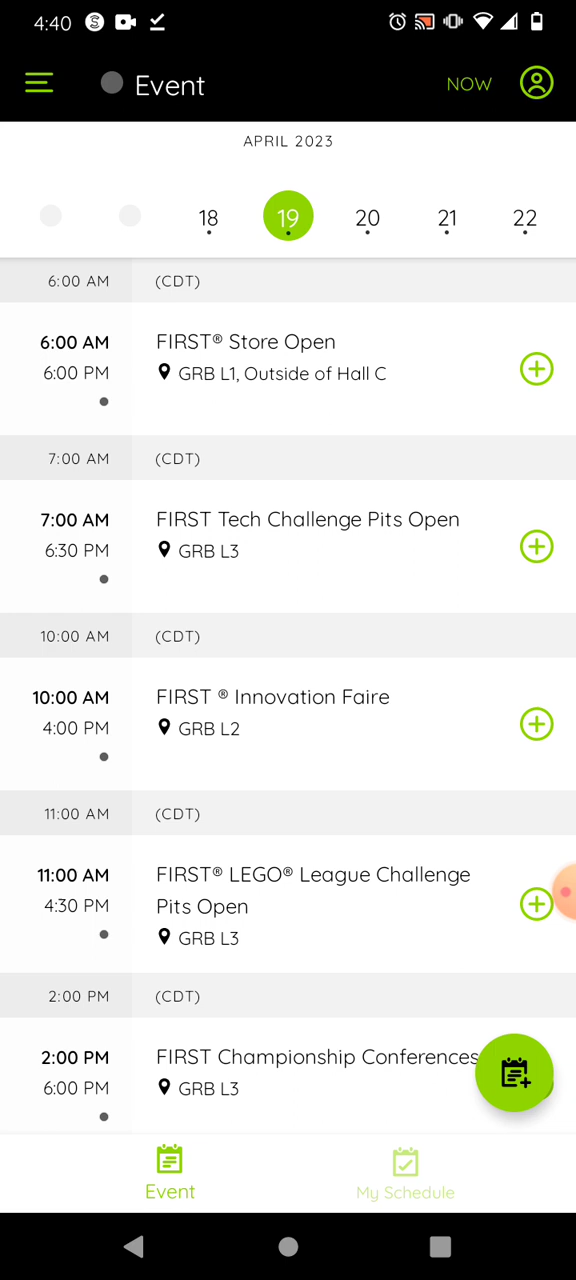 4:40
Event
NOW
APRIL 2023
18 19 20 21 22
6:00 AM (CDT)
6:00 AM FIRST® Store Open
6:00 PM GRB L1, Outside of Hall C
7:00 AM (CDT)
7:00 AM FIRST Tech Challenge Pits Open
6:30 PM GRB L3
10:00 AM (CDT)
10:00 AM FIRST ® Innovation Faire
4:00 PM GRB L2
11:00 AM (CDT)
11:00 AM FIRST® LEGO® League Challenge
4:30 PM Pits Open
GRB L3
2:00 PM (CDT)
2:00 PM FIRST Championship Conferences
6:00 PM GRB L3
Event My Schedule